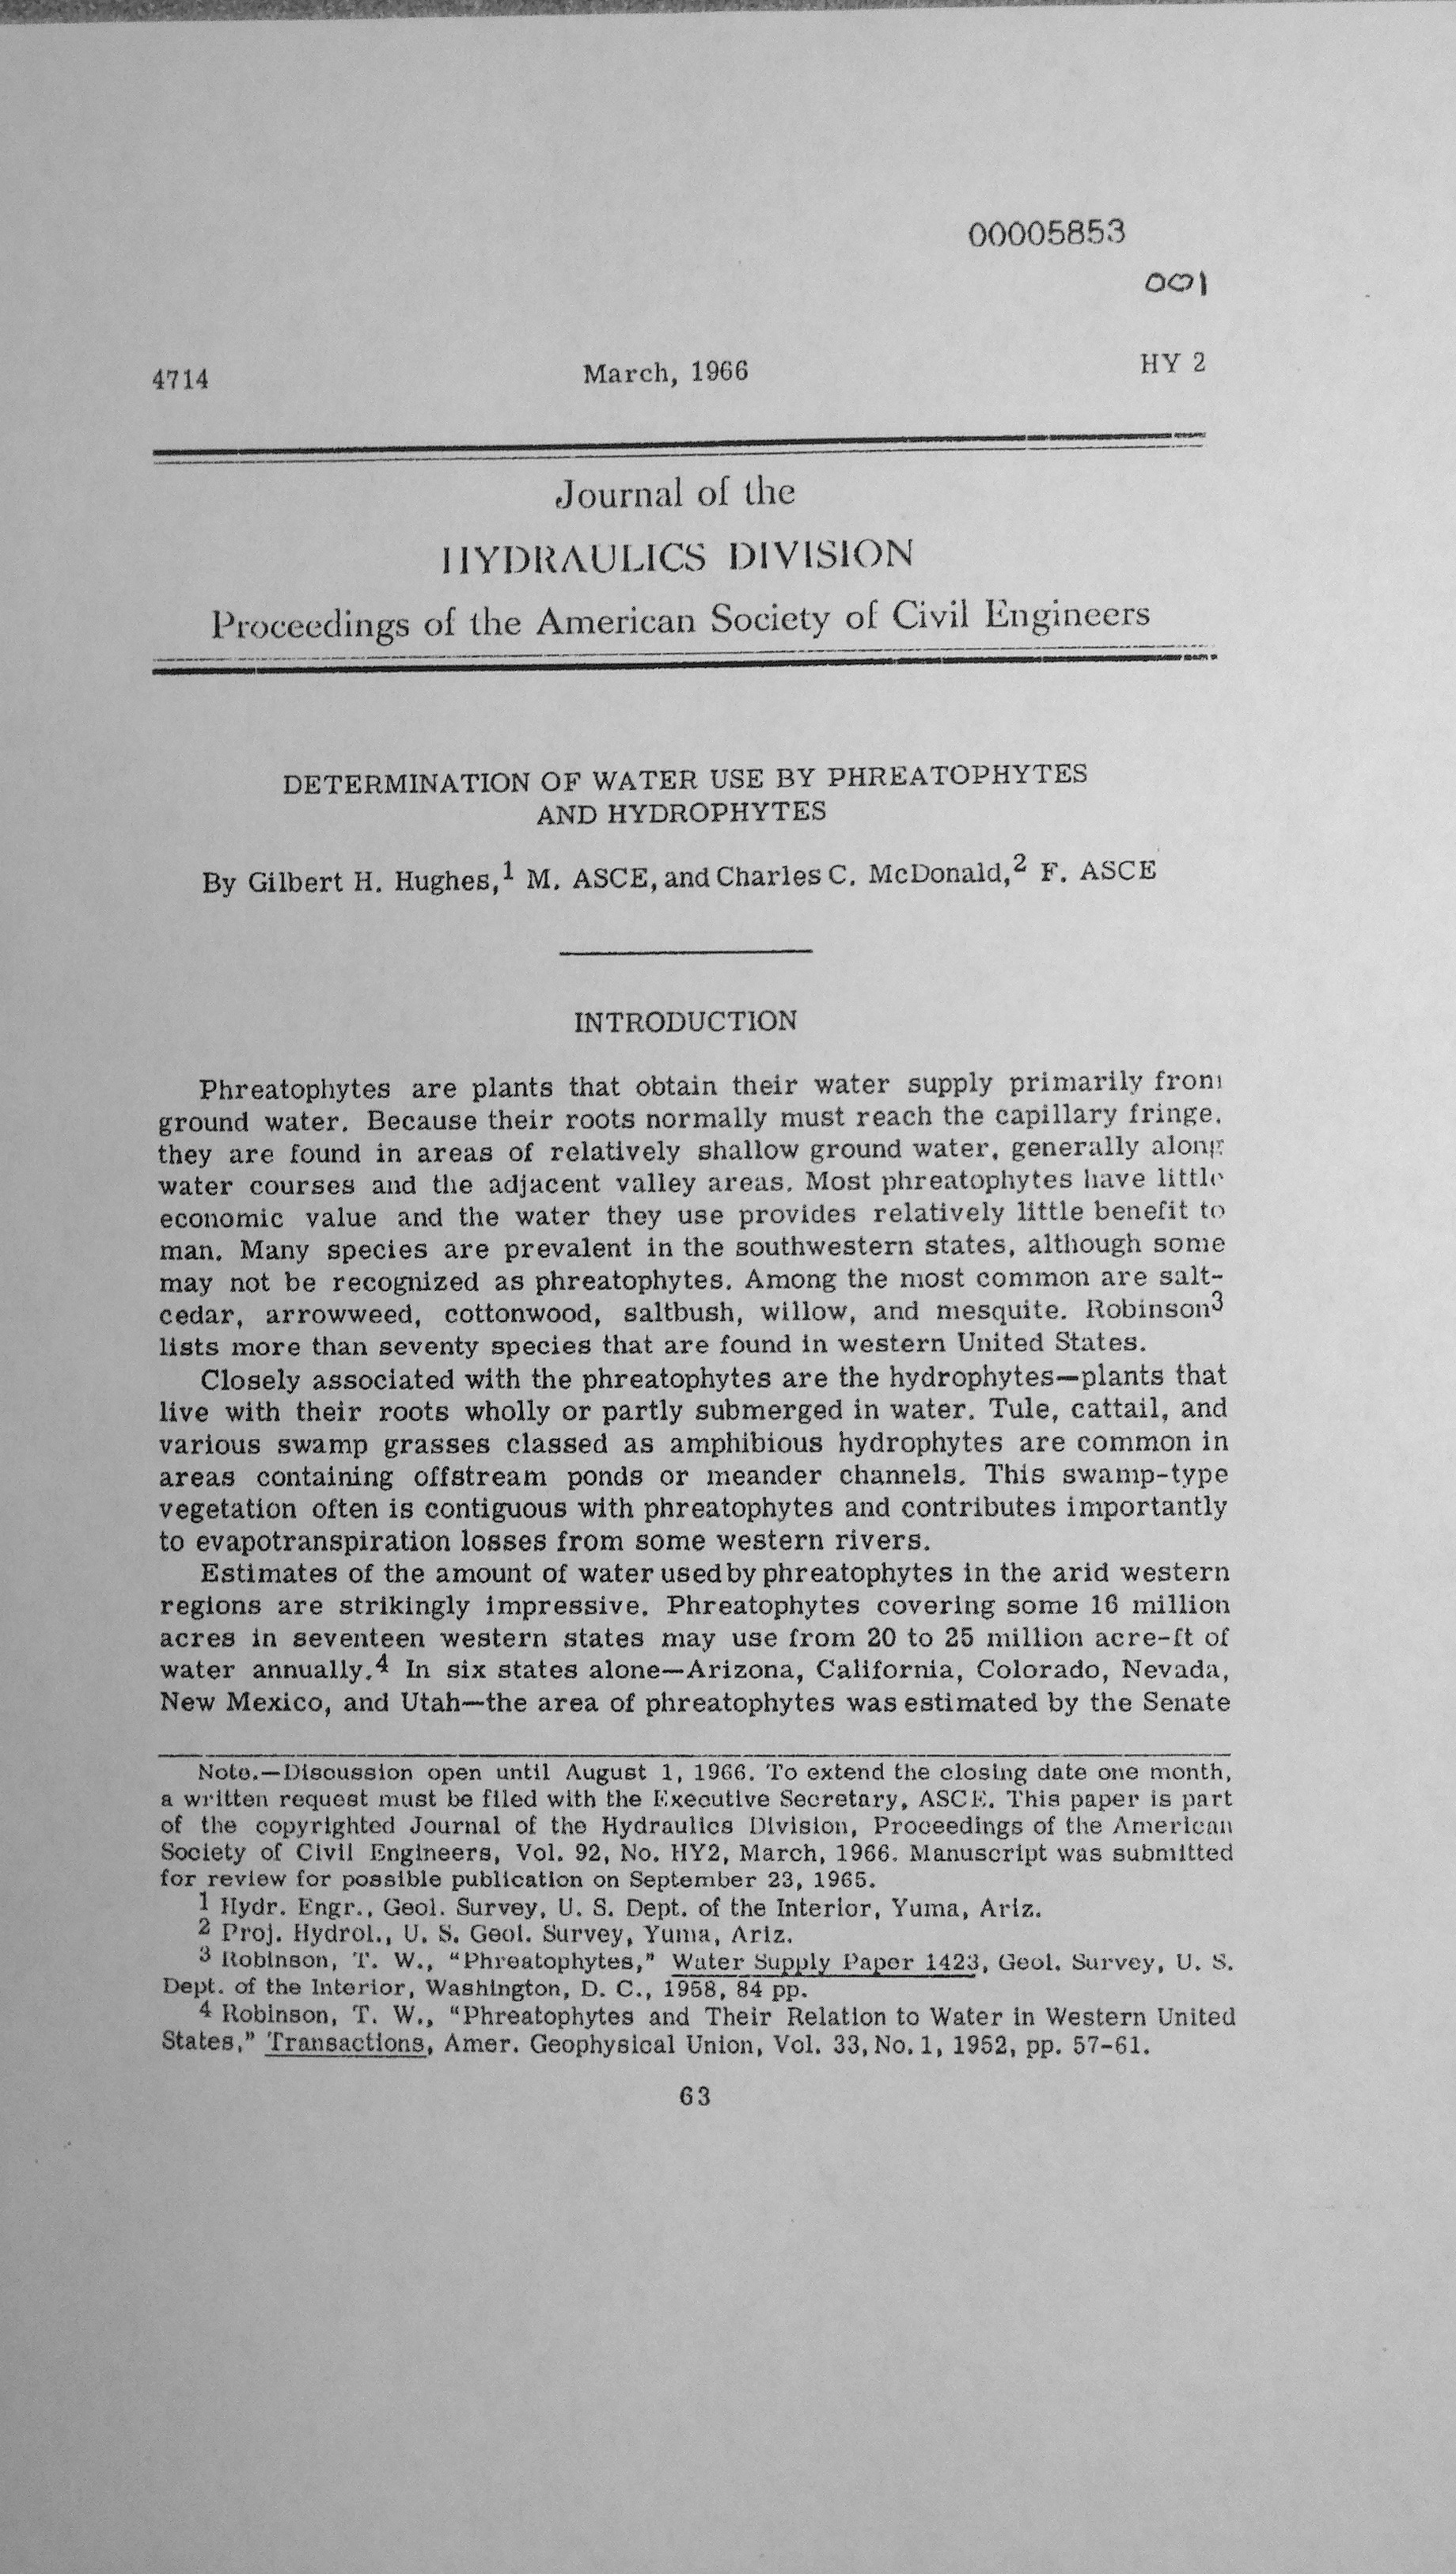 00005853
001
4714 March, 1966 HY 2
Journal of the
HYDRAULICS DIVISION
Proceedings of the American Society of Civil Engineers
DETERMINATION OF WATER USE BY PHREATOPHYTES
AND HYDROPHYTES
By Gilbert H. Hughes,1 M. ASCE, and Charles C. McDonald,2 F. ASCE
INTRODUCTION
Phreatophytes are plants that obtain their water supply primarily from
ground water. Because their roots normally must reach the capillary fringe,
they are found in areas of relatively shallow ground water, generally along
water courses and the adjacent valley areas. Most phreatophytes have little
economic value and the water they use provides relatively little benefit to
man. Many species are prevalent in the southwestern states, although some
may not be recognized as phreatophytes. Among the most common are salt-
cedar, arrowweed, cottonwood, saltbush, willow, and mesquite. Robinson3
lists more than seventy species that are found in western United States.
Closely associated with the phreatophytes are the hydrophytes—plants that
live with their roots wholly or partly submerged in water. Tule, cattail, and
various swamp grasses classed as amphibious hydrophytes are common in
areas containing offstream ponds or meander channels. This swamp-type
vegetation often is contiguous with phreatophytes and contributes importantly
to evapotranspiration losses from some western rivers.
Estimates of the amount of water used by phreatophytes in the arid western
regions are strikingly impressive. Phreatophytes covering some 16 million
acres in seventeen western states may use from 20 to 25 million acre-ft of
water annually.4 In six states alone—Arizona, California, Colorado, Nevada,
New Mexico, and Utah—the area of phreatophytes was estimated by the Senate
Note.—Discussion open until August 1, 1966. To extend the closing date one month,
a written request must be filed with the Executive Secretary, ASCE. This paper is part
of the copyrighted Journal of the Hydraulics Division, Proceedings of the American
Society of Civil Engineers, Vol. 92, No. HY2, March, 1966. Manuscript was submitted
for review for possible publication on September 23, 1965.
1 Hydr. Engr., Geol. Survey, U. S. Dept. of the Interior, Yuma, Ariz.
2 Proj. Hydrol., U. S. Geol. Survey, Yuma, Ariz.
3 Robinson, T. W., "Phreatophytes," Water Supply Paper 1423, Geol. Survey, U. S.
Dept. of the Interior, Washington, D. C., 1958, 84 pp.
4 Robinson, T. W., "Phreatophytes and Their Relation to Water in Western United
States," Transactions, Amer. Geophysical Union, Vol. 33, No. 1, 1952, pp. 57-61.
63